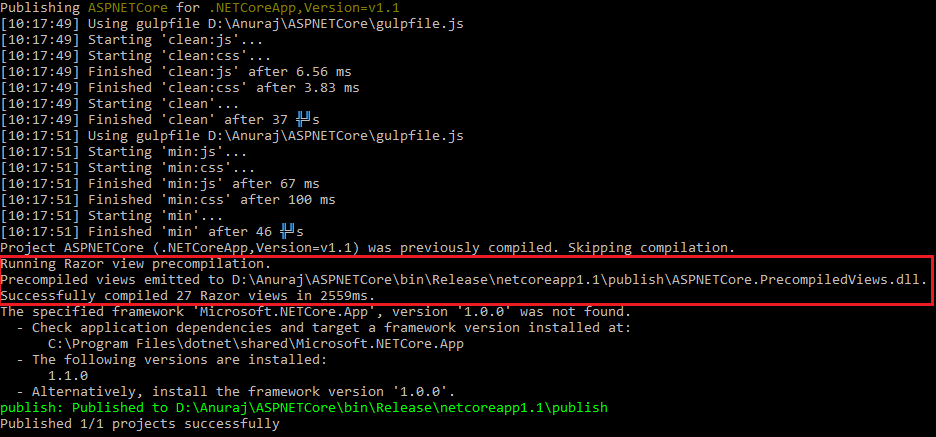 Publishing ASPNETCore for .NETCoreApp,Version=v1.1
[10:17:49] Using gulpfile D:\Anuraj\ASPNETCore\gulpfile.js
[10:17:49] Starting 'clean:js'...
[10:17:49] Starting 'clean:css'...
[10:17:49] Finished 'clean:js' after 6.56 ms
[10:17:49] Finished 'clean:css' after 3.83 ms
[10:17:49] Starting 'clean'...
[10:17:49] Finished 'clean' after 37 ╬╝s
[10:17:51] Using gulpfile D:\Anuraj\ASPNETCore\gulpfile.js
[10:17:51] Starting 'min:js'...
[10:17:51] Starting 'min:css'...
[10:17:51] Finished 'min:js' after 67 ms
[10:17:51] Finished 'min:css' after 100 ms
[10:17:51] Starting 'min'...
[10:17:51] Finished 'min' after 46 ╬╝s
Project ASPNETCore (.NETCoreApp,Version=v1.1) was previously compiled. Skipping compilation.
Running Razor view precompilation.
Precompiled views emitted to D:\Anuraj\ASPNETCore\bin\Release\netcoreapp1.1\publish\ASPNETCore.PrecompiledViews.dll.
Successfully compiled 27 Razor views in 2559ms.
The specified framework 'Microsoft.NETCore.App', version '1.0.0' was not found.
  - Check application dependencies and target a framework version installed at:
      C:\Program Files\dotnet\shared\Microsoft.NETCore.App
  - The following versions are installed:
      1.1.0
  - Alternatively, install the framework version '1.0.0'.
publish: Published to D:\Anuraj\ASPNETCore\bin\Release\netcoreapp1.1\publish
Published 1/1 projects successfully